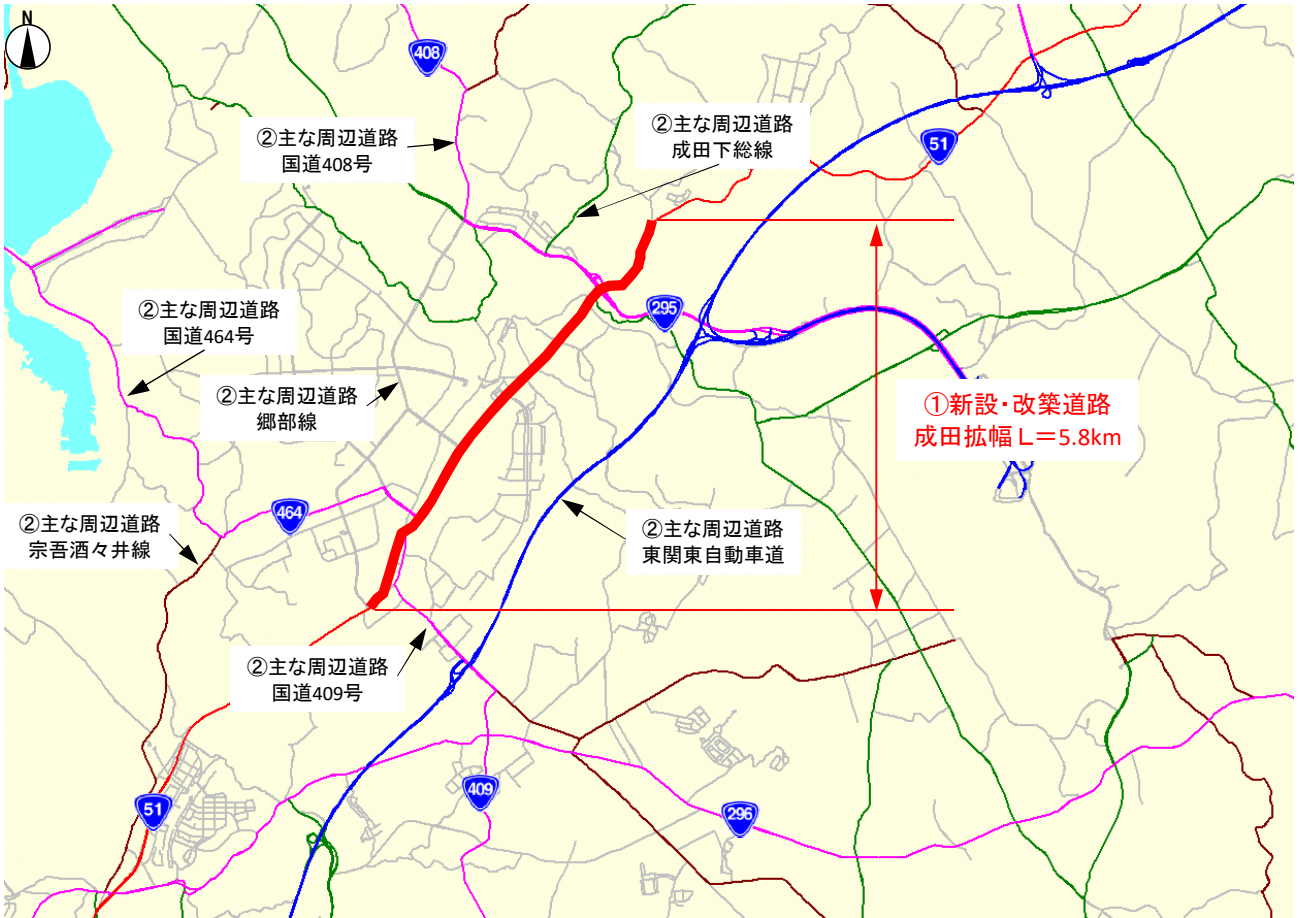 N
408
②主な周辺道路
国道408号
②主な周辺道路
成田下総線
51
②主な周辺道路
国道464号
295
②主な周辺道路
郷部線
①新設・改築道路
成田拡幅 L=5.8km
464
②主な周辺道路
宗吾酒々井線
②主な周辺道路
東関東自動車道
②主な周辺道路
国道409号
51
409
296